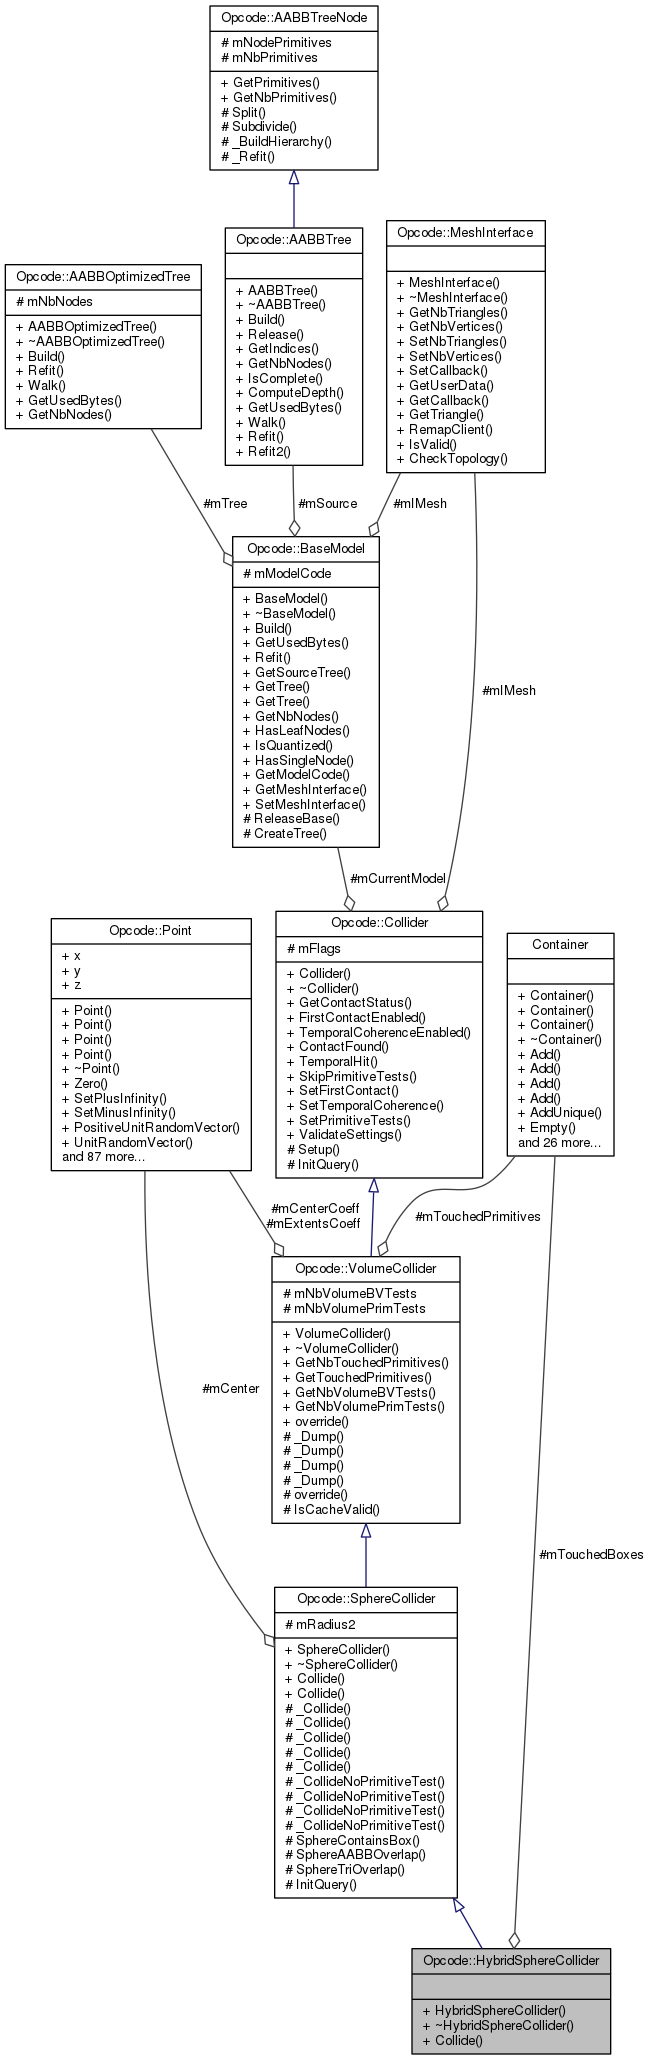 Opcode::AABBTreeNode
# mNodePrimitives
# mNbPrimitives
+ GetPrimitives()
+ GetNbPrimitives()
# Split()
# Subdivide()
# _BuildHierarchy()
# _Refit()
Opcode::AABBOptimizedTree
# mNbNodes
+ AABBOptimizedTree()
+ ~AABBOptimizedTree()
+ Build()
+ Refit()
+ Walk()
+ GetUsedBytes()
+ GetNbNodes()
Opcode::AABBTree
+ AABBTree()
+ ~AABBTree()
+ Build()
+ Release()
+ GetIndices()
+ GetNbNodes()
+ IsComplete()
+ ComputeDepth()
+ GetUsedBytes()
+ Walk()
+ Refit()
+ Refit2()
Opcode::MeshInterface
+ MeshInterface()
+ ~MeshInterface()
+ GetNbTriangles()
+ GetNbVertices()
+ SetNbTriangles()
+ SetNbVertices()
+ SetCallback()
+ GetUserData()
+ GetCallback()
+ GetTriangle()
+ RemapClient()
+ IsValid()
+ CheckTopology()
#mTree
#mSource
#mIMesh
Opcode::BaseModel
# mModelCode
+ BaseModel()
+ ~BaseModel()
+ Build()
+ GetUsedBytes()
+ Refit()
+ GetSourceTree()
+ GetTree()
+ GetTree()
+ GetNbNodes()
+ HasLeafNodes()
+ IsQuantized()
+ HasSingleNode()
+ GetModelCode()
+ GetMeshInterface()
+ SetMeshInterface()
# ReleaseBase()
# CreateTree()
#mIMesh
#mCurrentModel
Opcode::Point
+ x
+ y
+ z
+ Point()
+ Point()
+ Point()
+ Point()
+ ~Point()
+ Zero()
+ SetPlusInfinity()
+ SetMinusInfinity()
+ PositiveUnitRandomVector()
+ UnitRandomVector()
and 87 more...
Opcode::Collider
# mFlags
+ Collider()
+ ~Collider()
+ GetContactStatus()
+ FirstContactEnabled()
+ TemporalCoherenceEnabled()
+ ContactFound()
+ TemporalHit()
+ SkipPrimitiveTests()
+ SetFirstContact()
+ SetTemporalCoherence()
+ SetPrimitiveTests()
+ ValidateSettings()
# Setup()
# InitQuery()
Container
+ Container()
+ Container()
+ Container()
+ ~Container()
+ Add()
+ Add()
+ Add()
+ Add()
+ AddUnique()
+ Empty()
and 26 more...
#mCenterCoeff
#mExtentsCoeff
#mTouchedPrimitives
Opcode::VolumeCollider
# mNbVolumeBVTests
# mNbVolumePrimTests
+ VolumeCollider()
+ ~VolumeCollider()
+ GetNbTouchedPrimitives()
+ GetTouchedPrimitives()
+ GetNbVolumeBVTests()
+ GetNbVolumePrimTests()
+ override()
# _Dump()
# _Dump()
# _Dump()
# _Dump()
# override()
# IsCacheValid()
#mCenter
#mTouchedBoxes
Opcode::SphereCollider
# mRadius2
+ SphereCollider()
+ ~SphereCollider()
+ Collide()
+ Collide()
# _Collide()
# _Collide()
# _Collide()
# _Collide()
# _Collide()
# _CollideNoPrimitiveTest()
# _CollideNoPrimitiveTest()
# _CollideNoPrimitiveTest()
# _CollideNoPrimitiveTest()
# SphereContainsBox()
# SphereAABBOverlap()
# SphereTriOverlap()
# InitQuery()
Opcode::HybridSphereCollider
+ HybridSphereCollider()
+ ~HybridSphereCollider()
+ Collide()